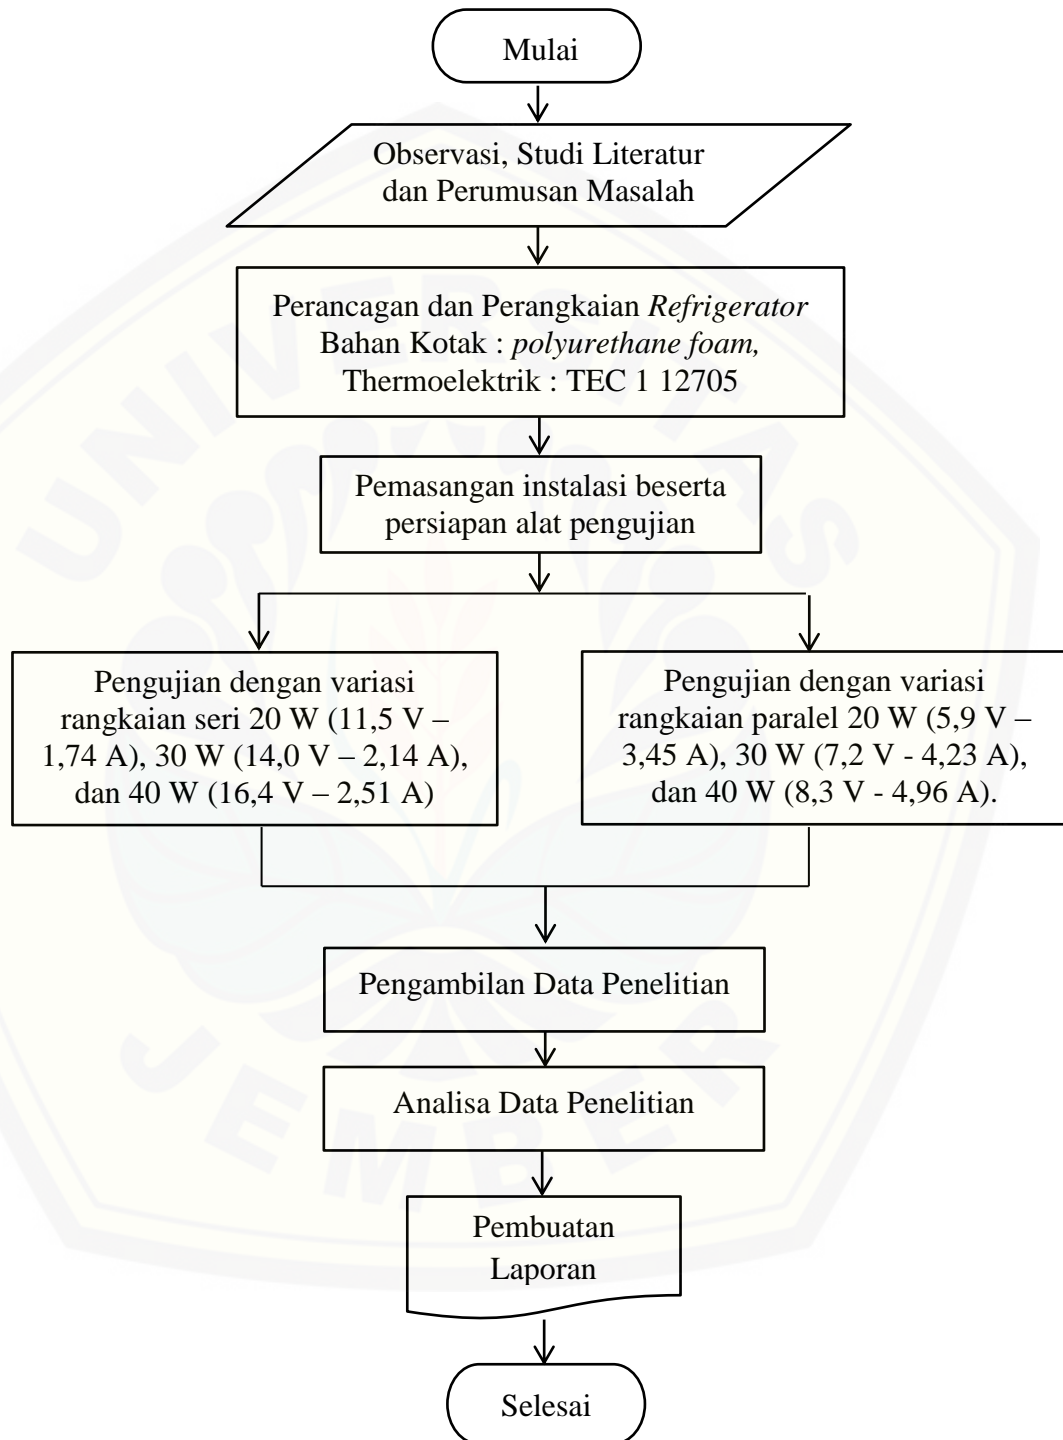 Mulai
Observasi, Studi Literatur
dan Perumusan Masalah
Perancagan dan Perangkaian Refrigerator
Bahan Kotak : polyurethane foam,
Thermoelektrik : TEC 1 12705
Pemasangan instalasi beserta
persiapan alat pengujian
Pengujian dengan variasi
rangkaian seri 20 W (11,5 V –
1,74 A), 30 W (14,0 V – 2,14 A),
dan 40 W (16,4 V – 2,51 A)
Pengujian dengan variasi
rangkaian paralel 20 W (5,9 V –
3,45 A), 30 W (7,2 V - 4,23 A),
dan 40 W (8,3 V - 4,96 A).
Pengambilan Data Penelitian
Analisa Data Penelitian
Pembuatan
Laporan
Selesai
UNIVERSITAS
JEMBER